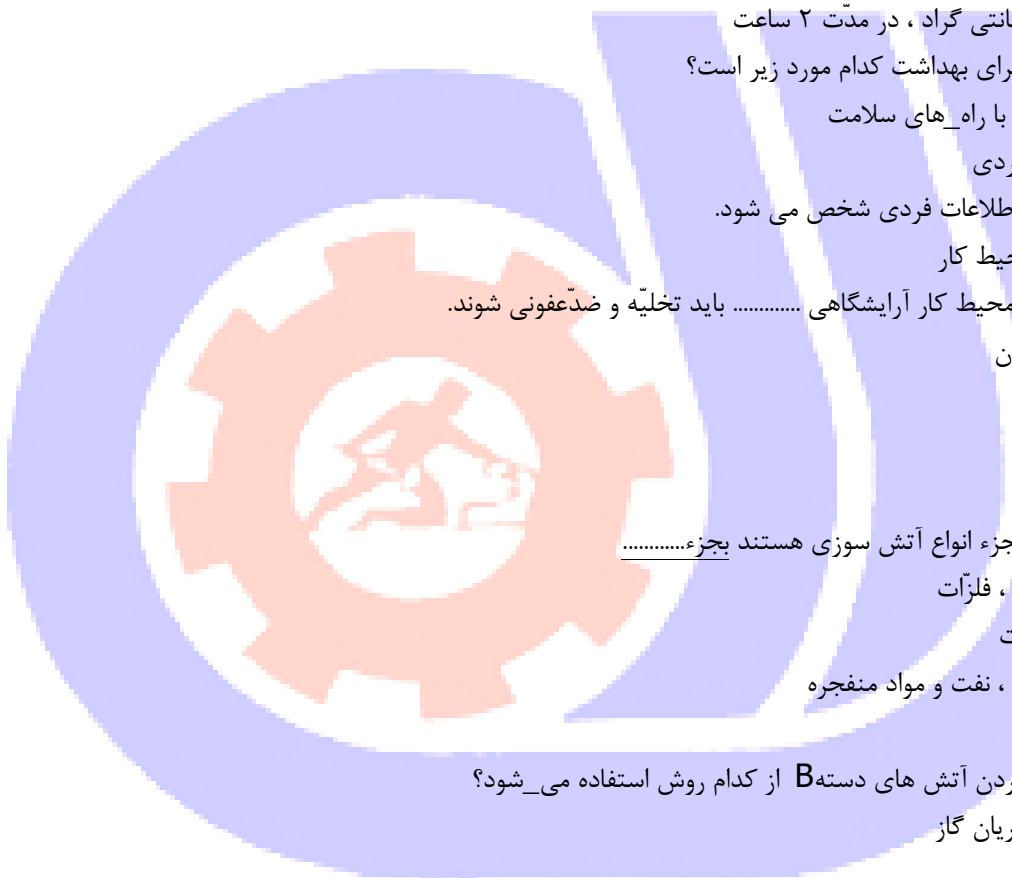 انتی گراد ، در مدّت ۲ ساعت
رای بهداشت کدام مورد زیر است؟
با راه_های سلامت
ردی
طلاعات فردی شخص می شود.
حیط کار
محیط کار آرایشگاهی ............. باید تخلیّه و ضدّعفونی شوند.
ن
جزء انواع آتش سوزی هستند بجزء............
، فلزّات
ت
، نفت و مواد منفجره
ردن آتش های دستهB از کدام روش استفاده می_شود؟
ریان گاز